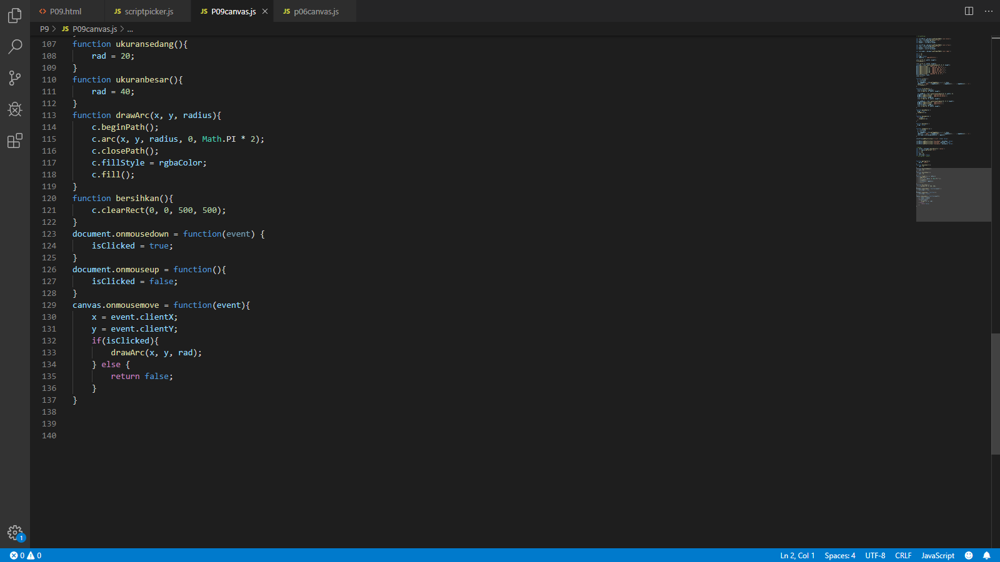 <> P09.html JS scriptpicker.js JS P09canvas.js × JS p06canvas.js ...
P9 > JS P09canvas.js > ...
107 function ukuransedang(){
108 rad = 20;
109 }
110 function ukuranbesar(){
111 rad = 40;
112 }
113 function drawArc(x, y, radius){
114 c.beginPath();
115 c.arc(x, y, radius, 0, Math.PI * 2);
116 c.closePath();
117 c.fillStyle = rgbaColor;
118 c.fill();
119 }
120 function bersihkan(){
121 c.clearRect(0, 0, 500, 500);
122 }
123 document.onmousedown = function(event) {
124 isClicked = true;
125 }
126 document.onmouseup = function(){
127 isClicked = false;
128 }
129 canvas.onmousemove = function(event){
130 x = event.clientX;
131 y = event.clientY;
132 if(isClicked){
133 drawArc(x, y, rad);
134 } else {
135 return false;
136 }
137 }
138
139
140
1
0 0 Ln 2, Col 1 Spaces: 4 UTF-8 CRLF JavaScript